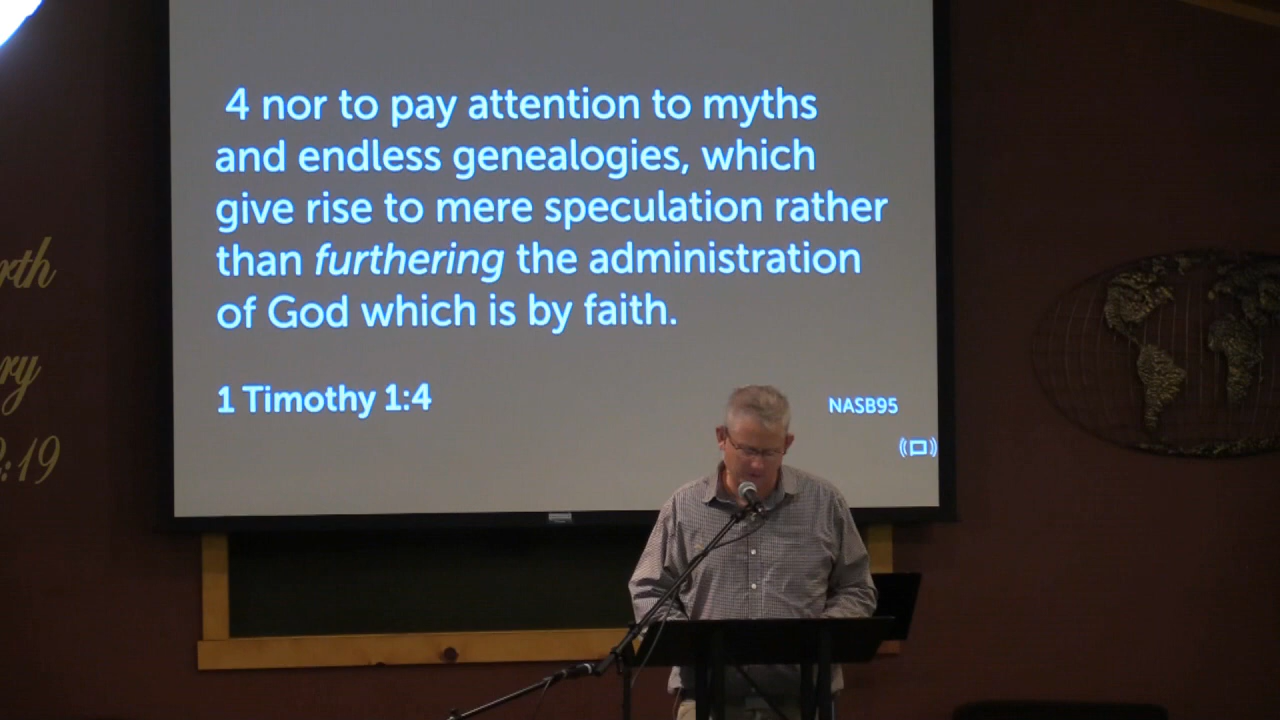 4 nor to pay attention to myths
and endless genealogies, which
give rise to mere speculation rather
than furthering the administration
of God which is by faith.
1 Timothy 1:4
NASB95
:19